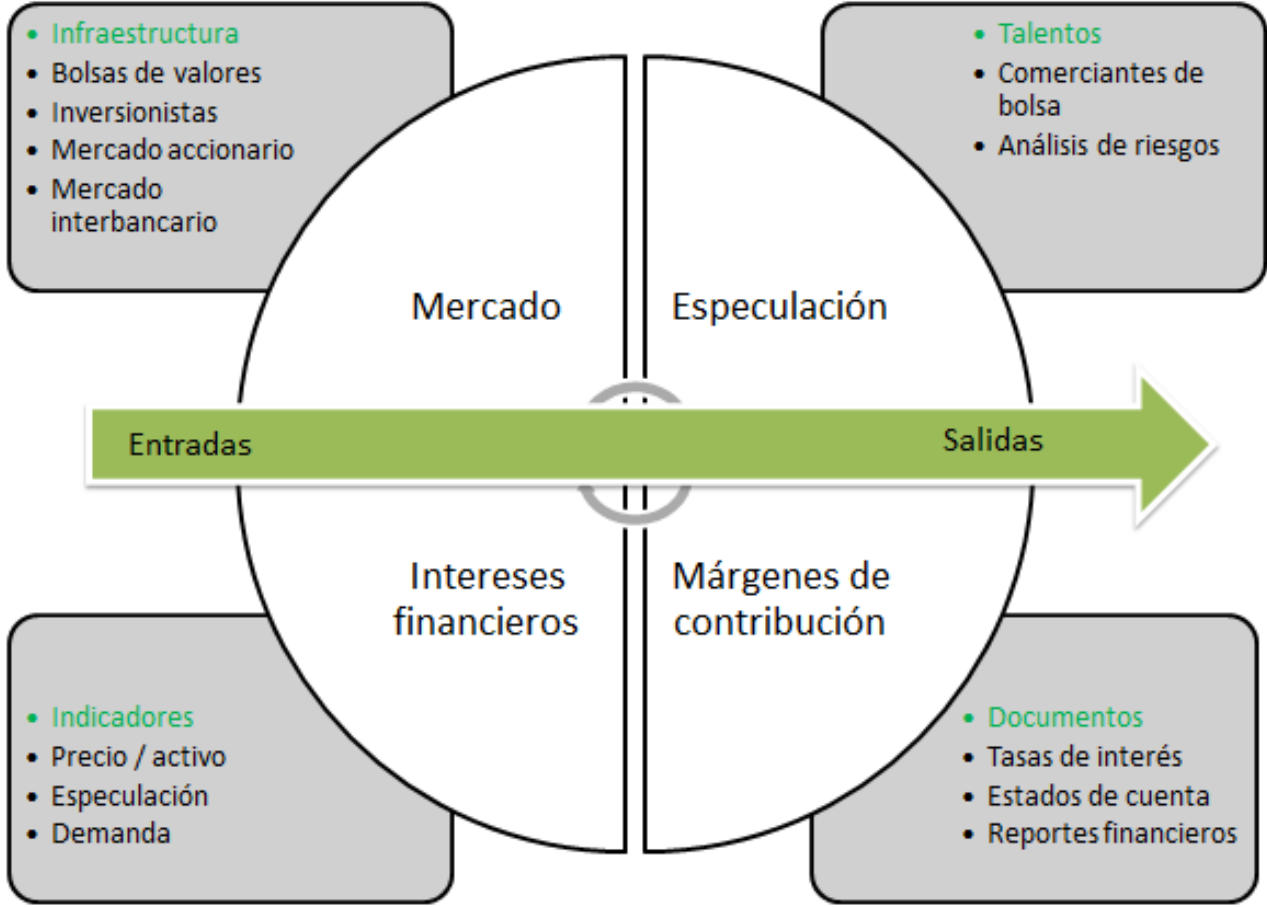 • Infraestructura
• Bolsas de valores
• Inversionistas
• Mercado accionario
• Mercado
interbancario
• Talentos
• Comerciantes de
bolsa
• Análisis de riesgos
Mercado
Especulación
Entradas
Salidas
Intereses
financieros
Márgenes de
contribución
• Indicadores
• Precio / activo
• Especulación
• Demanda
• Documentos
• Tasas de interés
• Estados de cuenta
• Reportes financieros